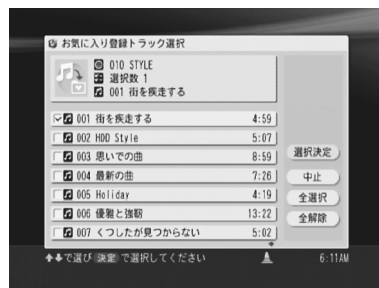 お気に入り登録トラック選択
010 STYLE
選択数 1
001 街を疾走する
001 街を疾走する 4:59
002 HDD Style 5:07
003 思いでの曲 8:59
004 最新の曲 7:26
005 Holiday 4:19
006 優雅と強靭 13:22
007 くつしたが見つからない 5:02
選択決定
中止
全選択
全解除
で選び 決定 で選択してください
6:11AM